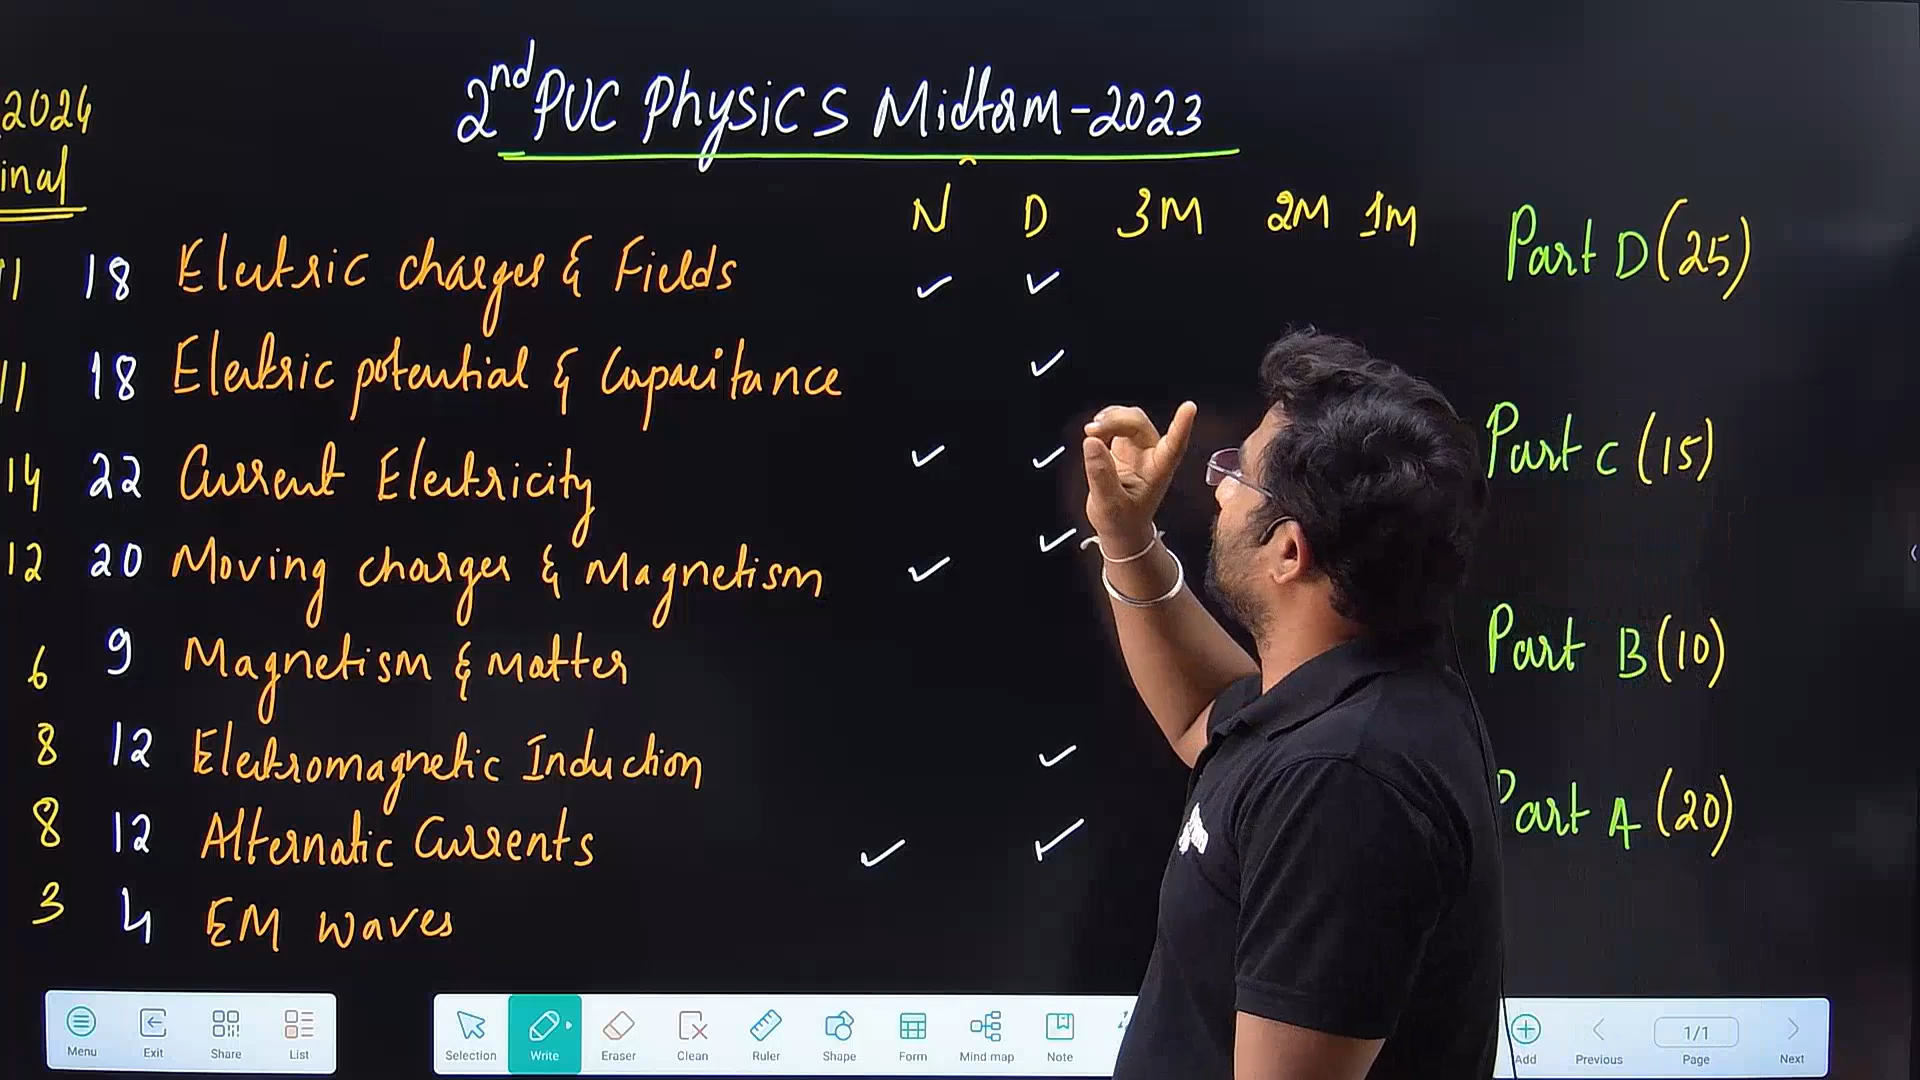 2nd PUC Physics Midterm-2023
2024
inal
N D 3M 2M 1M
11 18 Electric charges & Fields ✓ ✓
11 18 Electric potential & Capacitance ✓
14 22 Current Electricity ✓ ✓
12 20 Moving charges & Magnetism ✓ ✓
6 9 Magnetism & matter
8 12 Electromagnetic Induction ✓
8 12 Alternatic Currents ✓ ✓
3 4 EM waves
Part D (25)
Part C (15)
Part B (10)
Part A (20)
Menu Exit Share List
Selection Write Eraser Clean Ruler Shape Form Mind map Note
Add Previous 1/1 Page Next